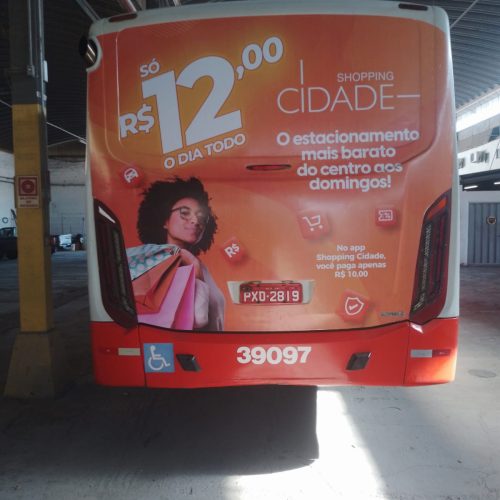 SÓ
R$ 12,00
O DIA TODO
SHOPPING
CIDADE
O estacionamento
mais barato
do centro aos
domingos!
R$
No app
Shopping Cidade,
você paga apenas
R$ 10,00
PXO-2819
39097